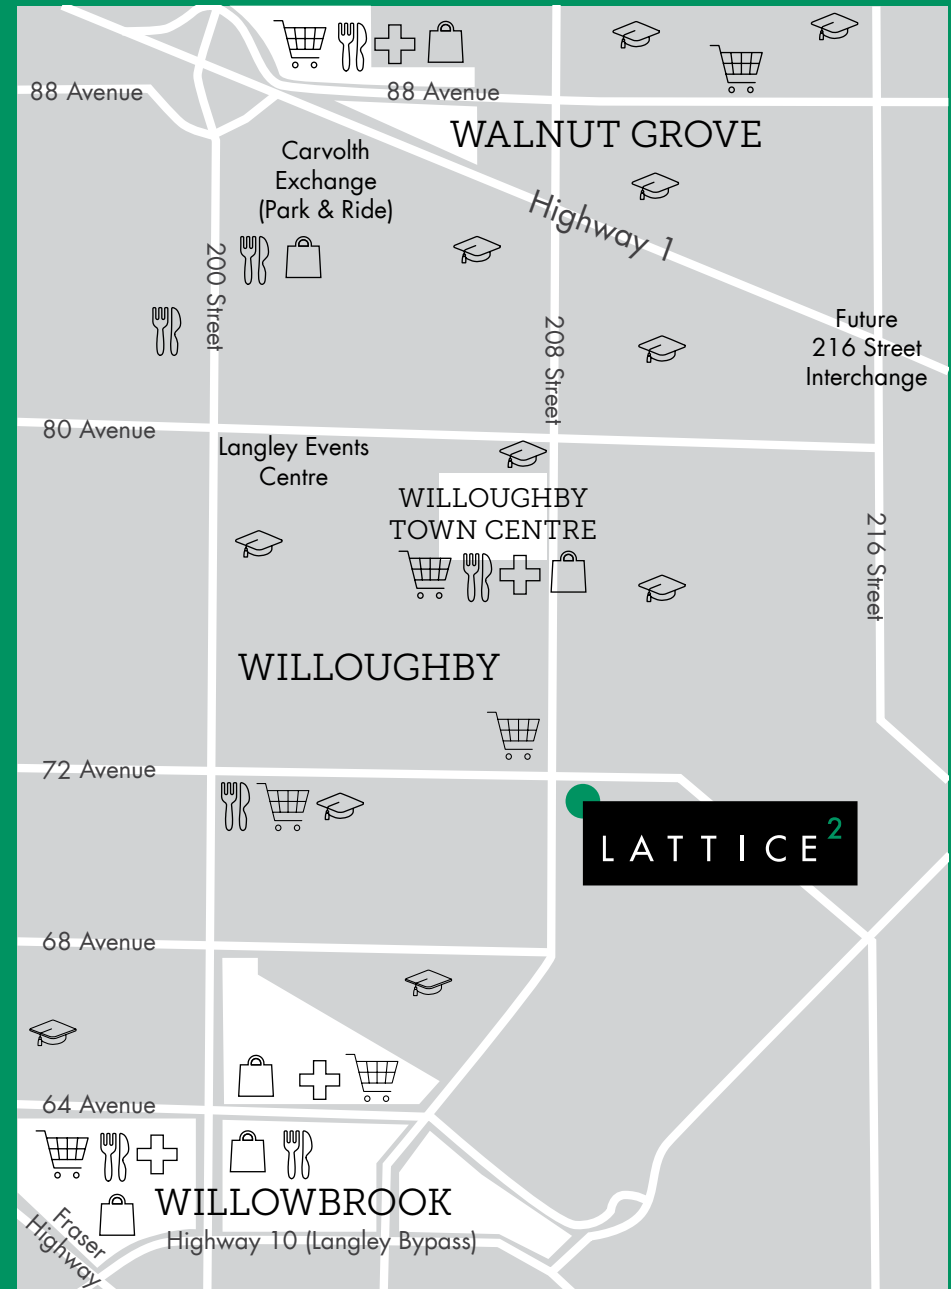 88 Avenue
88 Avenue
WALNUT GROVE
Carvolth
Exchange
(Park & Ride)
Highway 1
200 Street
208 Street
Future
216 Street
Interchange
80 Avenue
Langley Events
Centre
WILLOUGHBY
TOWN CENTRE
216 Street
WILLOUGHBY
72 Avenue
LATTICE²
68 Avenue
64 Avenue
WILLOWBROOK
Fraser
Highway
Highway 10 (Langley Bypass)